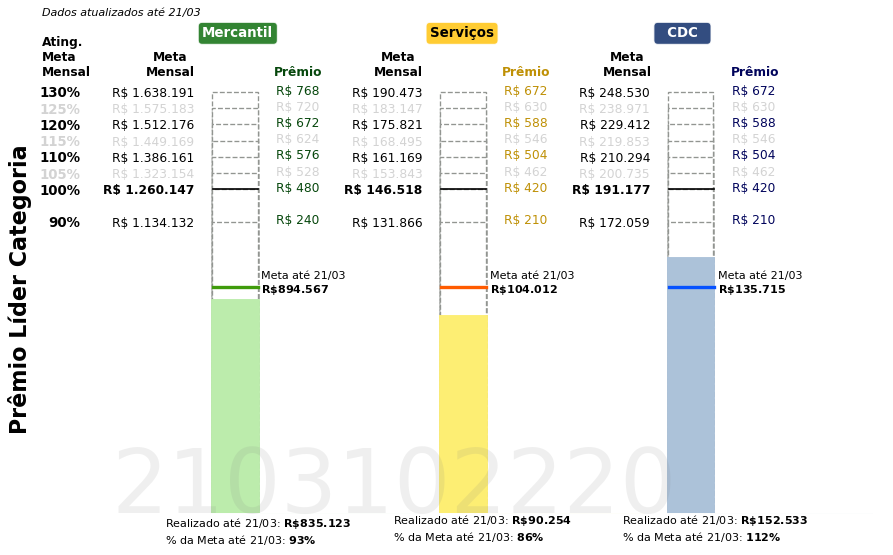 Dados atualizados até 21/03
Mercantil Serviços CDC
Ating. Meta Mensal Meta Mensal Prêmio Meta Mensal Prêmio Meta Mensal Prêmio
130% R$ 1.638.191 R$ 768 R$ 190.473 R$ 672 R$ 248.530 R$ 672
125% R$ 1.575.183 R$ 720 R$ 183.147 R$ 630 R$ 238.971 R$ 630
120% R$ 1.512.176 R$ 672 R$ 175.821 R$ 588 R$ 229.412 R$ 588
115% R$ 1.449.169 R$ 624 R$ 168.495 R$ 546 R$ 219.853 R$ 546
110% R$ 1.386.161 R$ 576 R$ 161.169 R$ 504 R$ 210.294 R$ 504
105% R$ 1.323.154 R$ 528 R$ 153.843 R$ 462 R$ 200.735 R$ 462
100% R$ 1.260.147 R$ 480 R$ 146.518 R$ 420 R$ 191.177 R$ 420
90% R$ 1.134.132 R$ 240 R$ 131.866 R$ 210 R$ 172.059 R$ 210
Meta até 21/03 Meta até 21/03 Meta até 21/03
R$894.567 R$104.012 R$135.715
Prêmio Líder Categoria
2103102220
Realizado até 21/03: R$835.123 Realizado até 21/03: R$90.254 Realizado até 21/03: R$152.533
% da Meta até 21/03: 93% % da Meta até 21/03: 86% % da Meta até 21/03: 112%